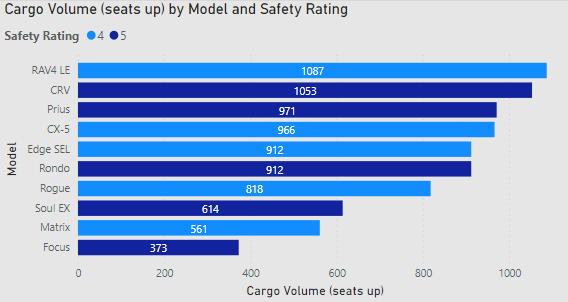 Cargo Volume (seats up) by Model and Safety Rating
Safety Rating 4 5
RAV4 LE 1087
CRV 1053
Prius 971
CX-5 966
Edge SEL 912
Rondo 912
Rogue 818
Soul EX 614
Matrix 561
Focus 373
Model
0 200 400 600 800 1000
Cargo Volume (seats up)